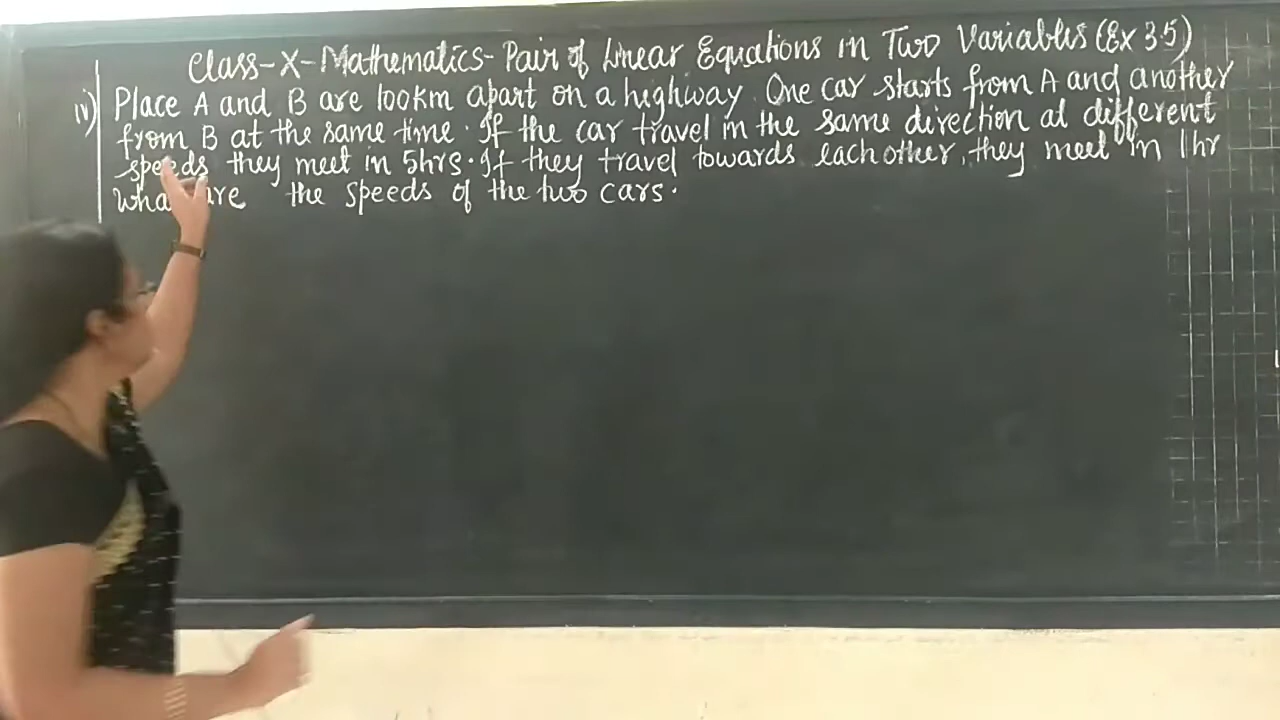 Class-X-Mathematics-Pair of Linear Equations in Two Variables (Ex 3.5)
iv) Place A and B are 100km apart on a highway. One car starts from A and another
from B at the same time. If the car travel in the same direction at different
speeds they meet in 5hrs. If they travel towards each other, they meet in 1hr
are the speeds of the two cars.